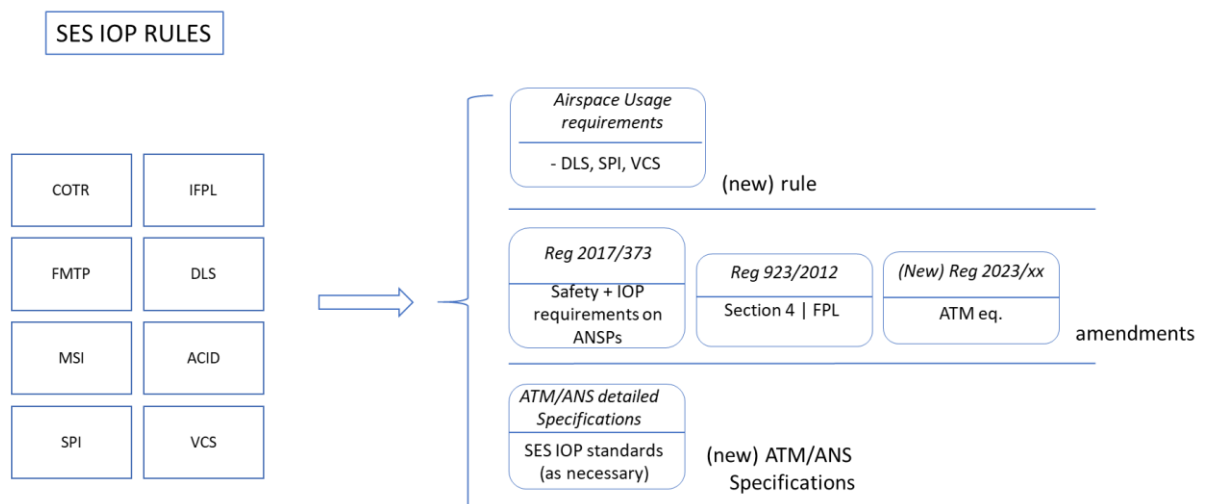 SES IOP RULES
COTR
IFPL
FMTP
DLS
MSI
ACID
SPI
VCS
Airspace Usage
requirements
- DLS, SPI, VCS
(new) rule
Reg 2017/373
Safety + IOP
requirements on
ANSPs
Reg 923/2012
Section 4 | FPL
(New) Reg 2023/xx
ATM eq.
amendments
ATM/ANS detailed
Specifications
SES IOP standards
(as necessary)
(new) ATM/ANS
Specifications